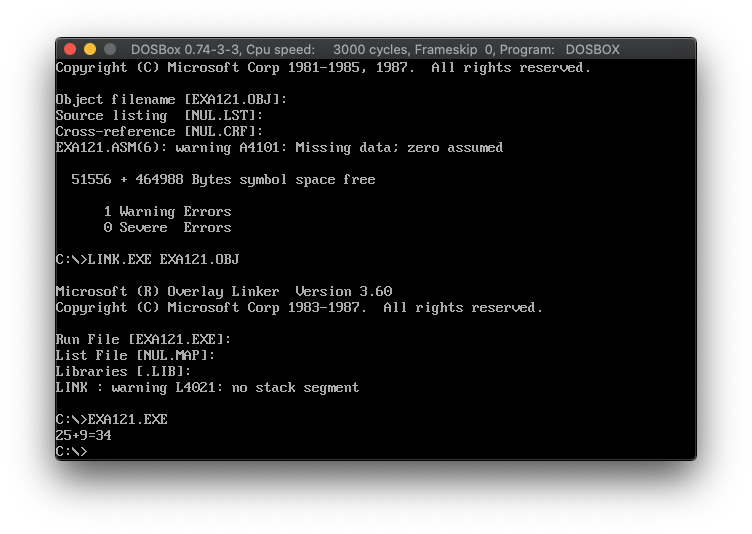 DOSBox 0.74-3-3, Cpu speed: 3000 cycles, Frameskip 0, Program: DOSBOX
Copyright (C) Microsoft Corp 1981-1985, 1987. All rights reserved.
Object filename [EXA121.OBJ]:
Source listing [NUL.LST]:
Cross-reference [NUL.CRF]:
EXA121.ASM(6): warning A4101: Missing data; zero assumed
51556 + 464988 Bytes symbol space free
1 Warning Errors
0 Severe Errors
C:\>LINK.EXE EXA121.OBJ
Microsoft (R) Overlay Linker Version 3.60
Copyright (C) Microsoft Corp 1983-1987. All rights reserved.
Run File [EXA121.EXE]:
List File [NUL.MAP]:
Libraries [.LIB]:
LINK : warning L4021: no stack segment
C:\>EXA121.EXE
25+9=34
C:\>